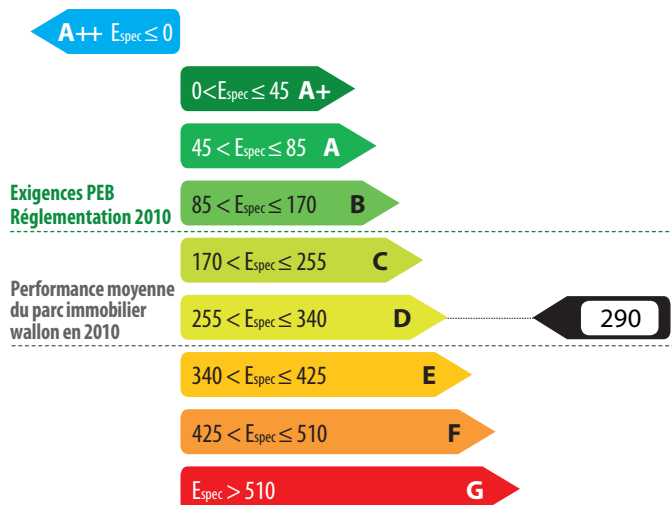 A++ Espec ≤ 0
0<Espec ≤ 45 A+
45 < Espec ≤ 85 A
Exigences PEB
Réglementation 2010
85 < Espec ≤ 170 B
170 < Espec ≤ 255 C
Performance moyenne
du parc immobilier
wallon en 2010
255 < Espec ≤ 340 D
290
340 < Espec ≤ 425 E
425 < Espec ≤ 510 F
Espec > 510 G